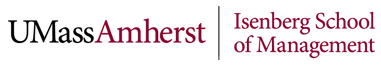 UMassAmherst
Isenberg School
of Management